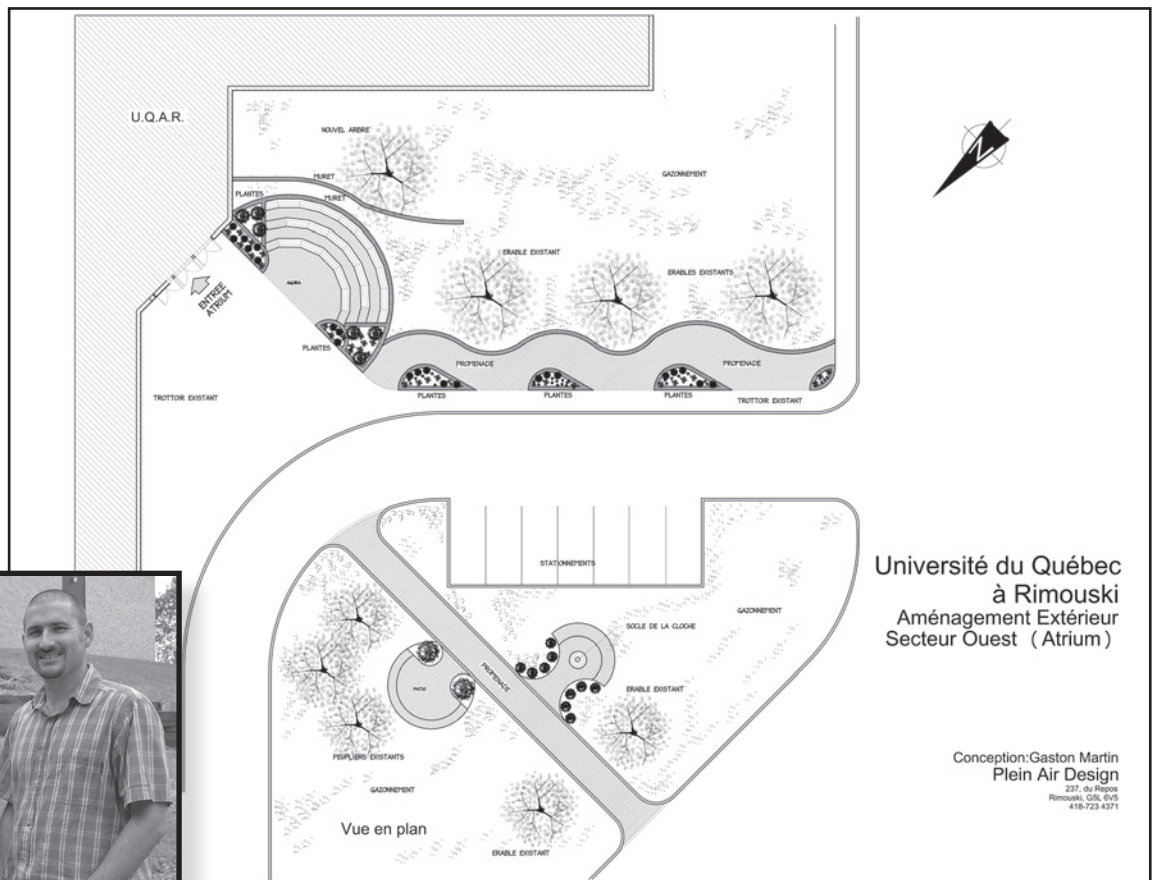 U.Q.A.R.
NOUVEL ARBRE
MURET
GAZONNEMENT
PLANTES
MURET
N
ERABLE EXISTANT
ERABLES EXISTANTS
AGORA
ENTREE
ATRIUM
PLANTES
PROMENADE
PROMENADE
TROTTOIR EXISTANT
PLANTES
PLANTES
PLANTES
TROTTOIR EXISTANT
STATIONNEMENTS
GAZONNEMENT
SOCLE DE LA CLOCHE
PROMENADE
PATIO
ERABLE EXISTANT
PEUPLIERS EXISTANTS
GAZONNEMENT
Vue en plan
ERABLE EXISTANT
Université du Québec
à Rimouski
Aménagement Extérieur
Secteur Ouest ( Atrium )
Conception:Gaston Martin
Plein Air Design
237, du Repos
Rimouski, G5L 6V5
418-723 4371